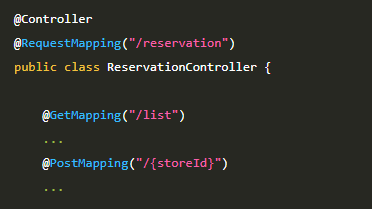 @Controller
@RequestMapping("/reservation")
public class ReservationController {
@GetMapping("/list")
...
@PostMapping("/{storeId}")
...